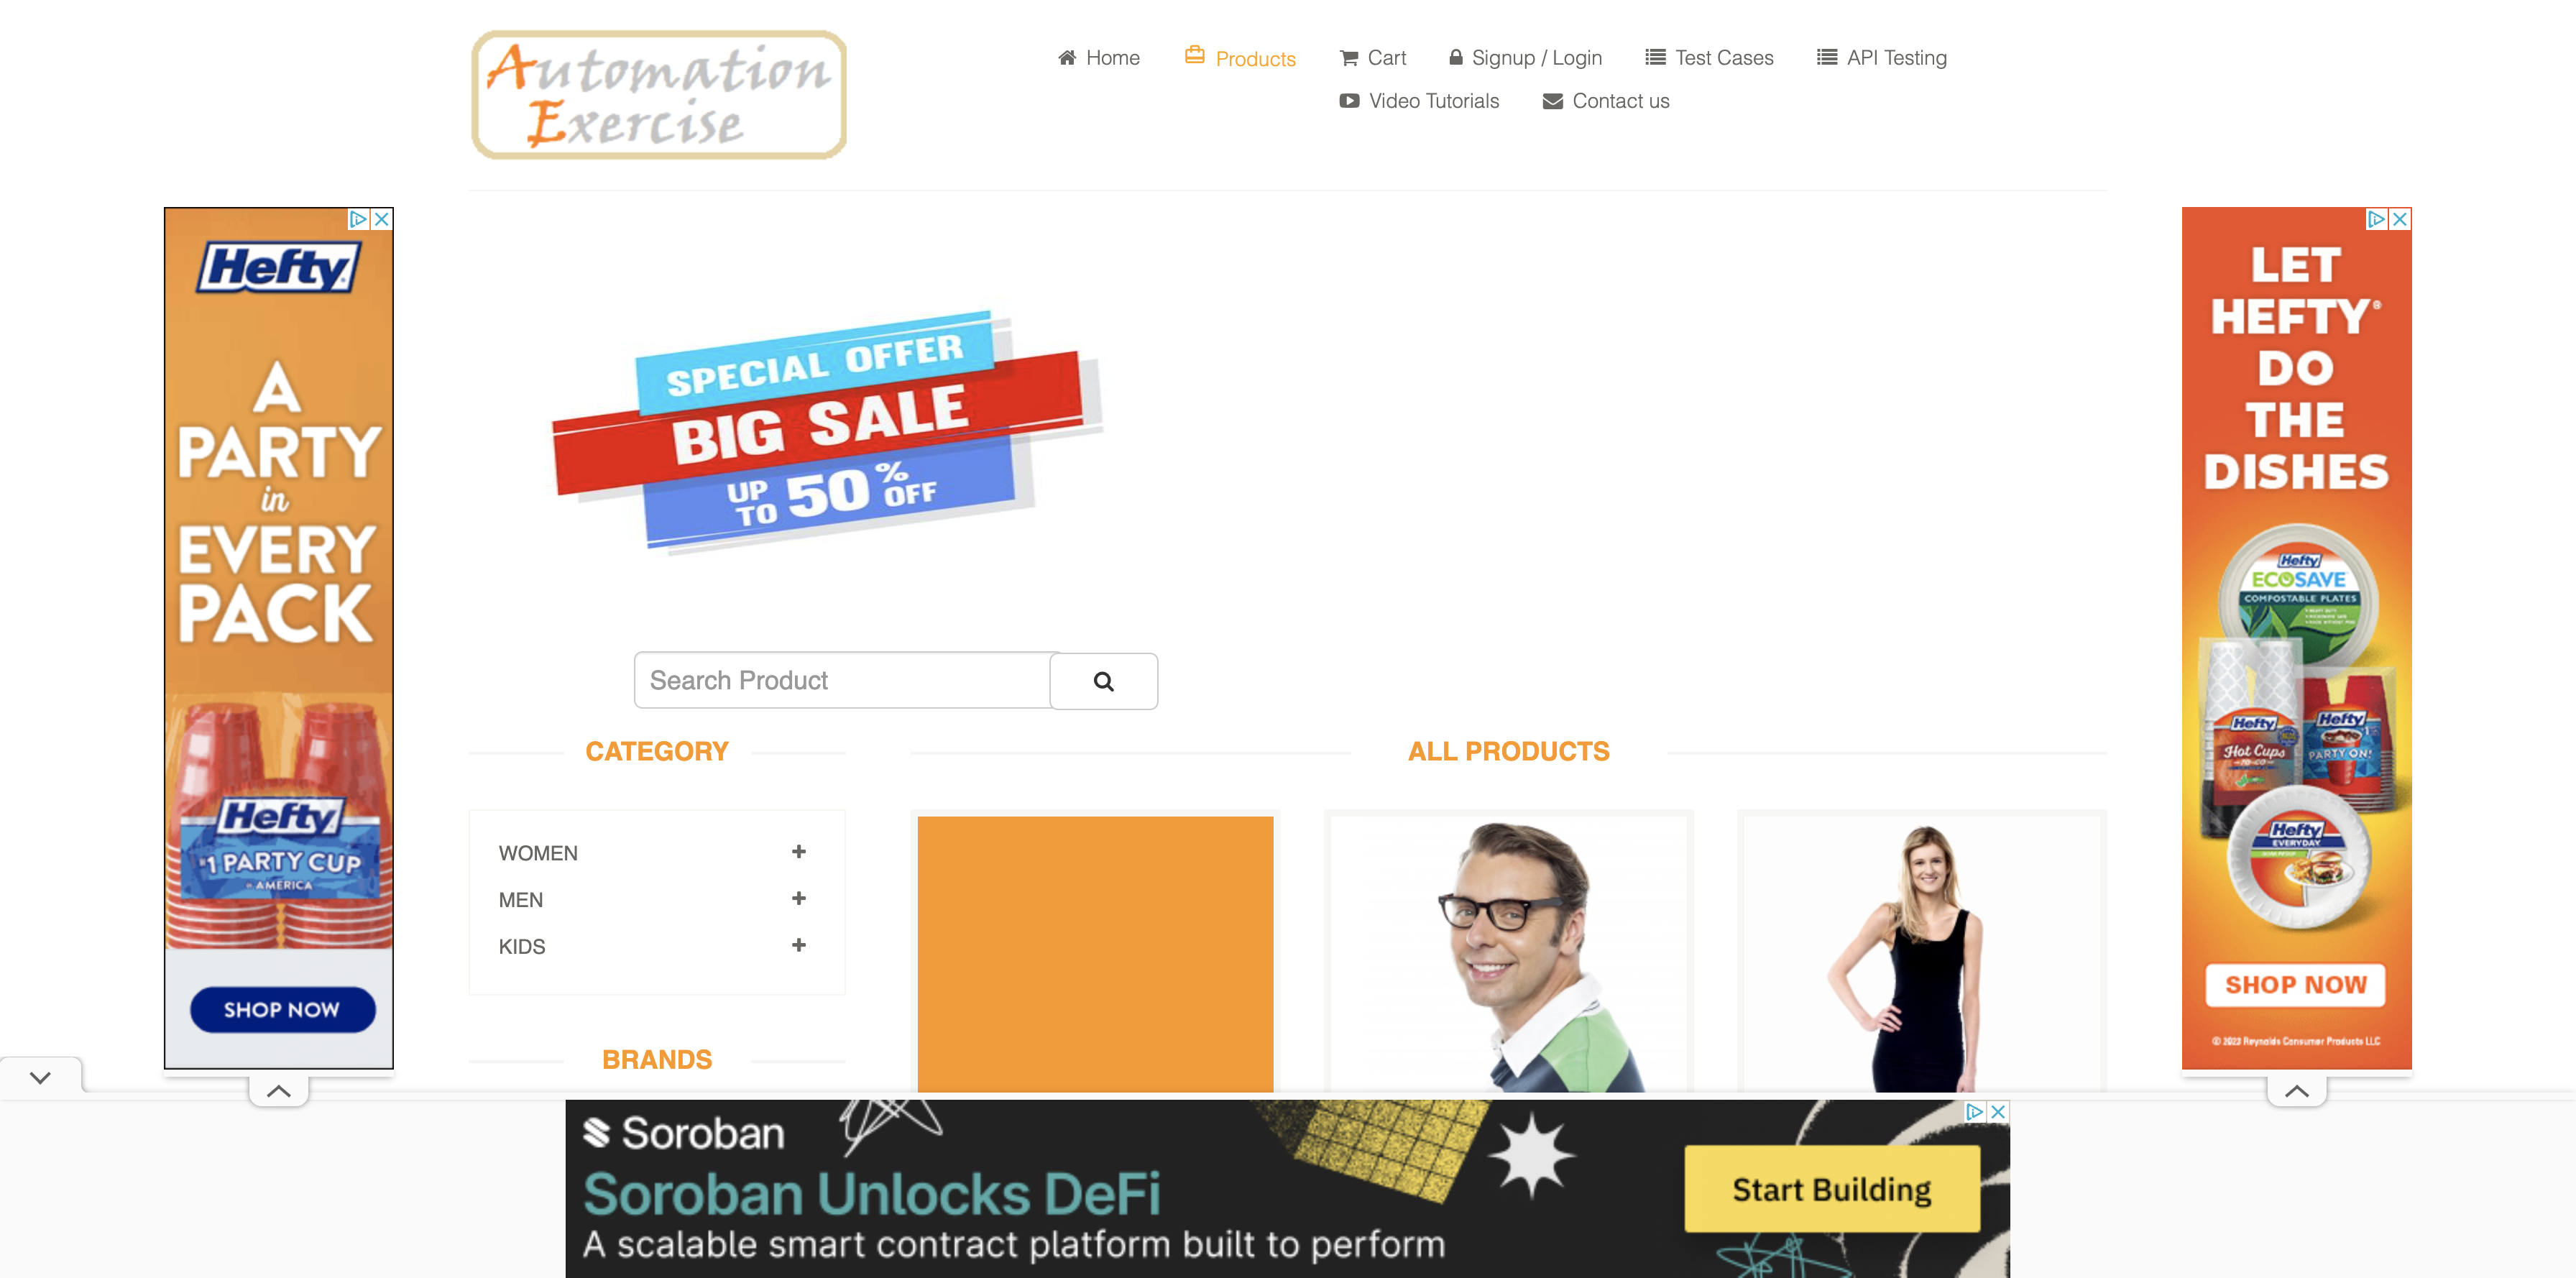 Automation
Exercise
Home
Products
Cart
Signup / Login
Test Cases
API Testing
Video Tutorials
Contact us
Hefty
A
PARTY
in
EVERY
PACK
Hefty
#1 PARTY CUP
IN AMERICA
SHOP NOW
SPECIAL OFFER
BIG SALE
UP TO 50% OFF
Search Product
CATEGORY
WOMEN
MEN
KIDS
BRANDS
ALL PRODUCTS
LET
HEFTY®
DO
THE
DISHES
Hefty
ECOSAVE
COMPOSTABLE PLATES
Hefty
Hot Cups
TO-GO
Hefty
PARTY ON!
Hefty
EVERYDAY
SHOP NOW
© 2022 Reynolds Consumer Products LLC
Soroban
Soroban Unlocks DeFi
A scalable smart contract platform built to perform
Start Building